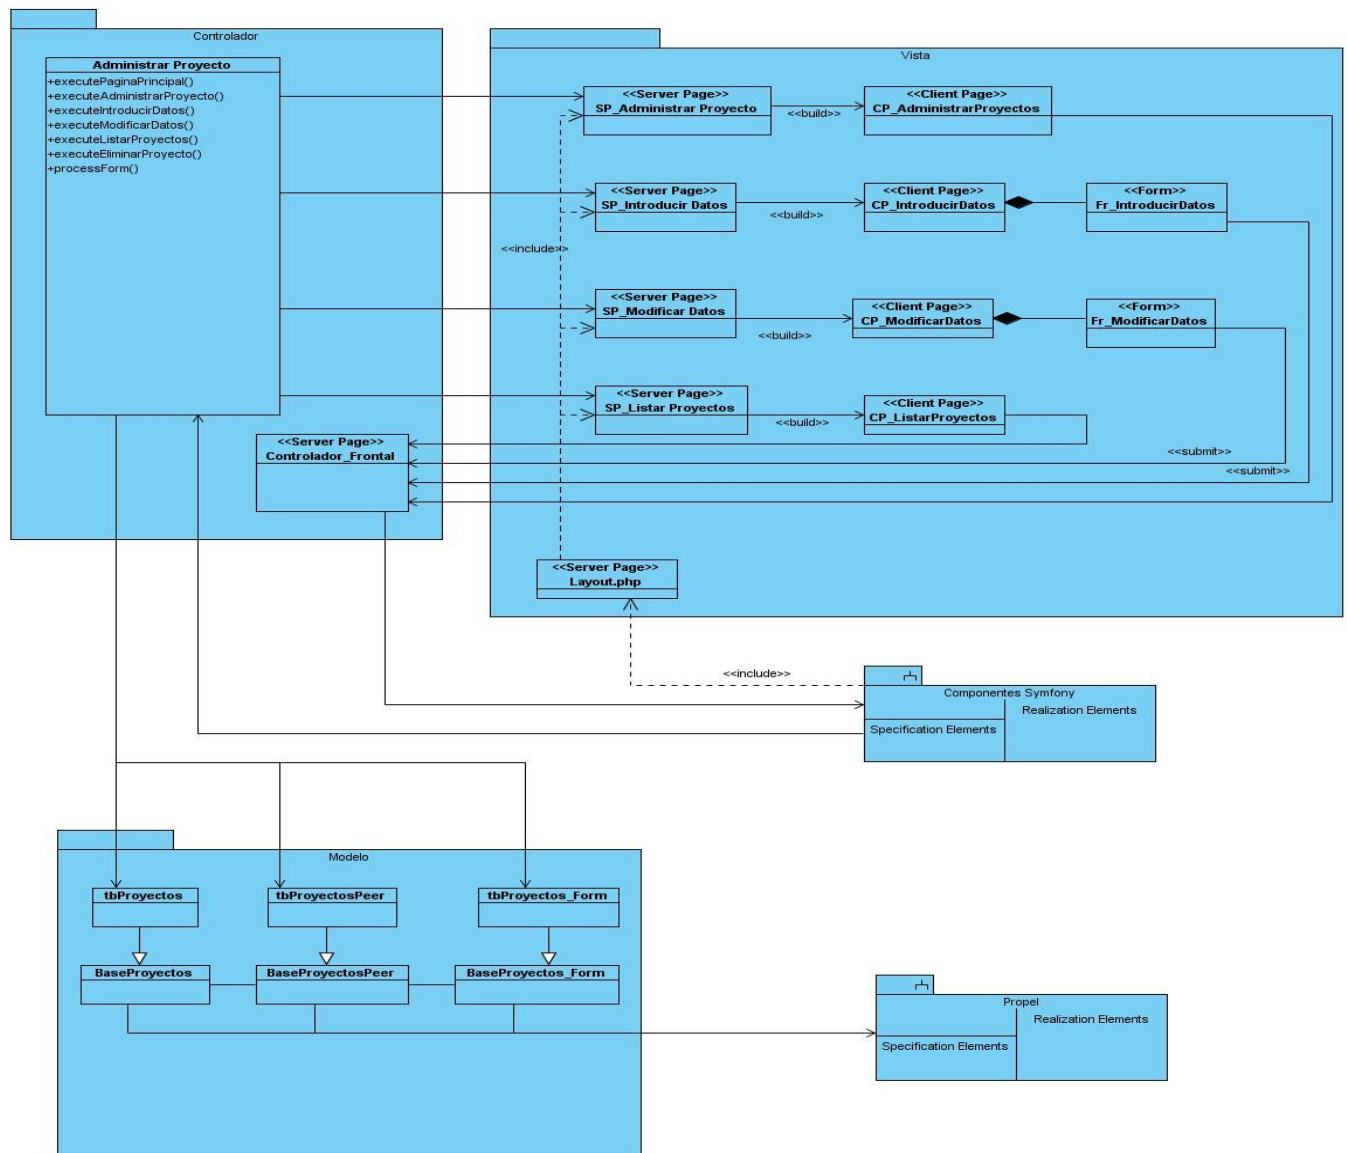 Controlador
Administrar Proyecto
+executePaginaPrincipal()
+executeAdministrarProyecto()
+executeIntroducirDatos()
+executeModificarDatos()
+executeListarProyectos()
+executeEliminarProyecto()
+processForm()
<<Server Page>>
Controlador_Frontal
Vista
<<Server Page>>
SP_Administrar Proyecto
<<build>>
<<Client Page>>
CP_AdministrarProyectos
<<Server Page>>
SP_Introducir Datos
<<build>>
<<Client Page>>
CP_IntroducirDatos
<<Form>>
Fr_IntroducirDatos
<<include>>
<<Server Page>>
SP_Modificar Datos
<<build>>
<<Client Page>>
CP_ModificarDatos
<<Form>>
Fr_ModificarDatos
<<Server Page>>
SP_Listar Proyectos
<<build>>
<<Client Page>>
CP_ListarProyectos
<<submit>>
<<submit>>
<<Server Page>>
Layout.php
<<include>>
Componentes Symfony
Realization Elements
Specification Elements
Modelo
tbProyectos
tbProyectosPeer
tbProyectos_Form
BaseProyectos
BaseProyectosPeer
BaseProyectos_Form
Propel
Realization Elements
Specification Elements